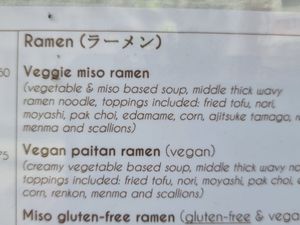 Ramen (ラーメン)
50 Veggie miso ramen
(vegetable & miso based soup, middle thick wavy
ramen noodle, toppings included: fried tofu, nori,
moyashi, pak choi, edamame, corn, ajitsuke tamago,
menma and scallions)
75 Vegan paitan ramen (vegan)
(creamy vegetable based soup, middle thick wavy
toppings included: fried tofu, nori, moyashi, pak choi,
corn, renkon, menma and scallions)
Miso gluten-free ramen (gluten-free & vega